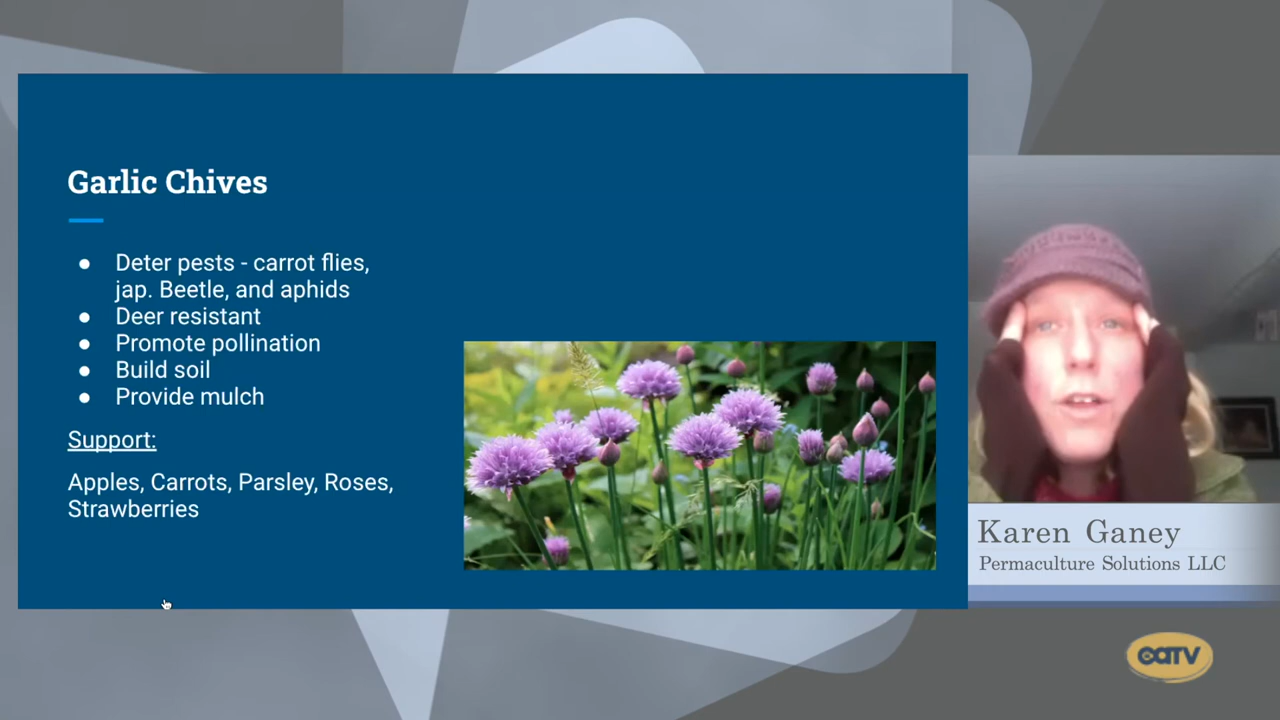 Garlic Chives
● Deter pests - carrot flies,
jap. Beetle, and aphids
● Deer resistant
● Promote pollination
● Build soil
● Provide mulch
Support:
Apples, Carrots, Parsley, Roses,
Strawberries
Karen Ganey
Permaculture Solutions LLC
CATV